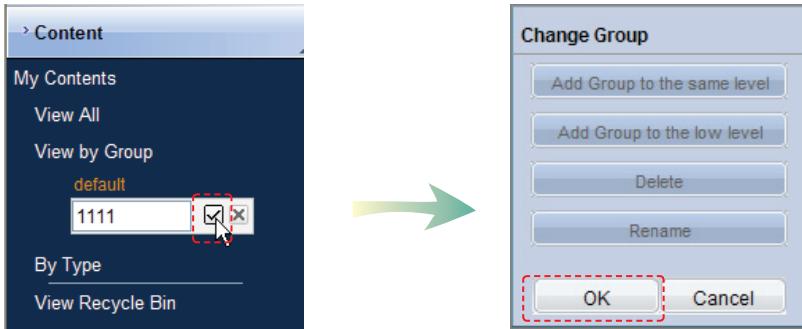 Content
My Contents
View All
View by Group
default
1111
By Type
View Recycle Bin
Change Group
Add Group to the same level
Add Group to the low level
Delete
Rename
OK
Cancel